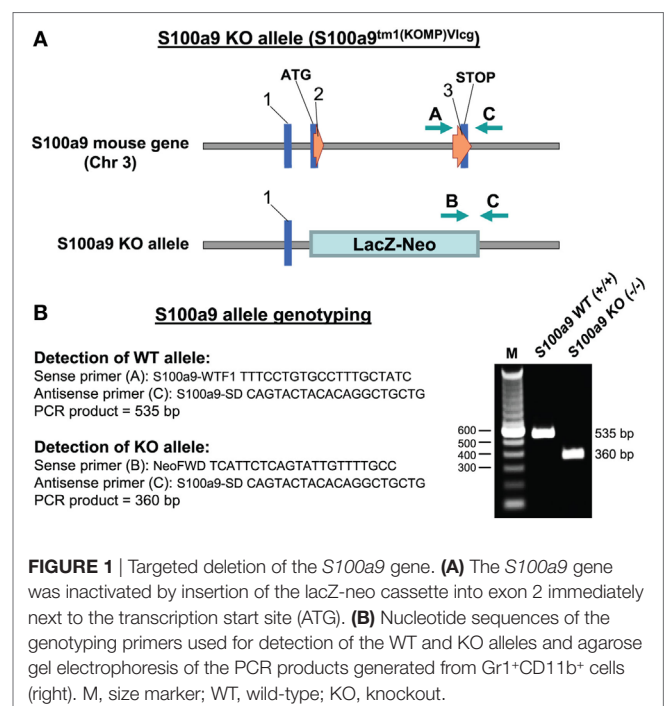 A
S100a9 KO allele (S100a9tm1(KOMP)Vlcg)
ATG
STOP
1
2
3
A
C
S100a9 mouse gene
(Chr 3)
1
B
C
S100a9 KO allele
LacZ-Neo
B
S100a9 allele genotyping
Detection of WT allele:
Sense primer (A): S100a9-WTF1 TTTCCTGTGCCTTTGCTATC
Antisense primer (C): S100a9-SD CAGTACTACACAGGCTGCTG
PCR product = 535 bp
Detection of KO allele:
Sense primer (B): NeoFWD TCATTCTCAGTATTGTTTTGCC
Antisense primer (C): S100a9-SD CAGTACTACACAGGCTGCTG
PCR product = 360 bp
M
S100a9 WT (+/+)
S100a9 KO (-/-)
600
500
400
300
535 bp
360 bp
FIGURE 1 | Targeted deletion of the S100a9 gene. (A) The S100a9 gene
was inactivated by insertion of the lacZ-neo cassette into exon 2 immediately
next to the transcription start site (ATG). (B) Nucleotide sequences of the
genotyping primers used for detection of the WT and KO alleles and agarose
gel electrophoresis of the PCR products generated from Gr1+CD11b+ cells
(right). M, size marker; WT, wild-type; KO, knockout.